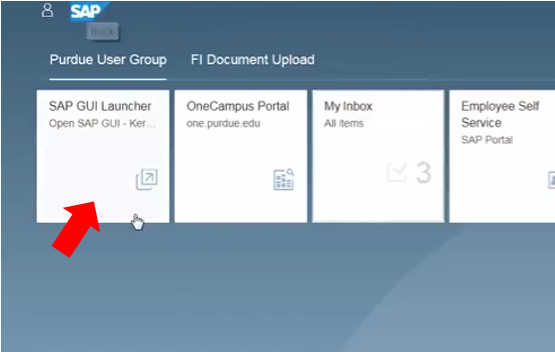 SAP
Back
Purdue User Group
FI Document Upload
SAP GUI Launcher
Open SAP GUI - Ker...
OneCampus Portal
one.purdue.edu
My Inbox
All Items
3
Employee Self
Service
SAP Portal